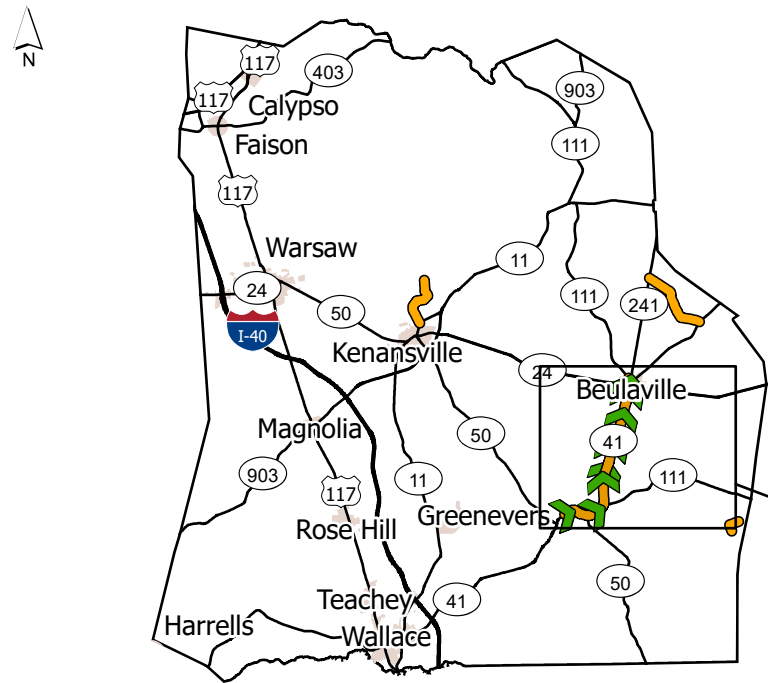 N
117
403
117
Calypso
903
Faison
111
117
Warsaw
11
24
50
111
241
I-40
Kenansville
24
Beulaville
Magnolia
50
41
903
11
111
117
Greenevers
Rose Hill
50
Teachey
41
Harrells
Wallace